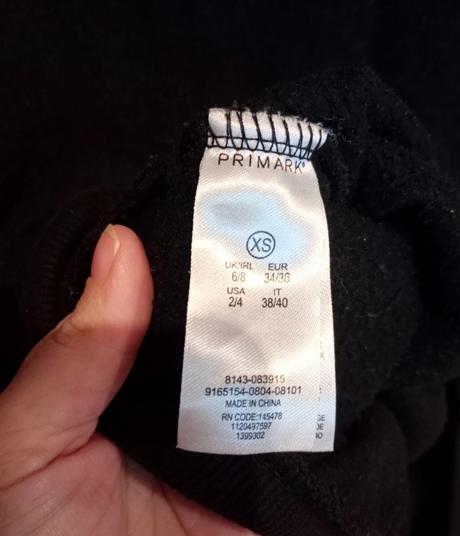 PRIMARK®
XS
UK/IRL EUR
6/8 34/36
USA IT
2/4 38/40
8143-083915
9165154-0804-08101
MADE IN CHINA
RN CODE:145478
1120497597
1399302